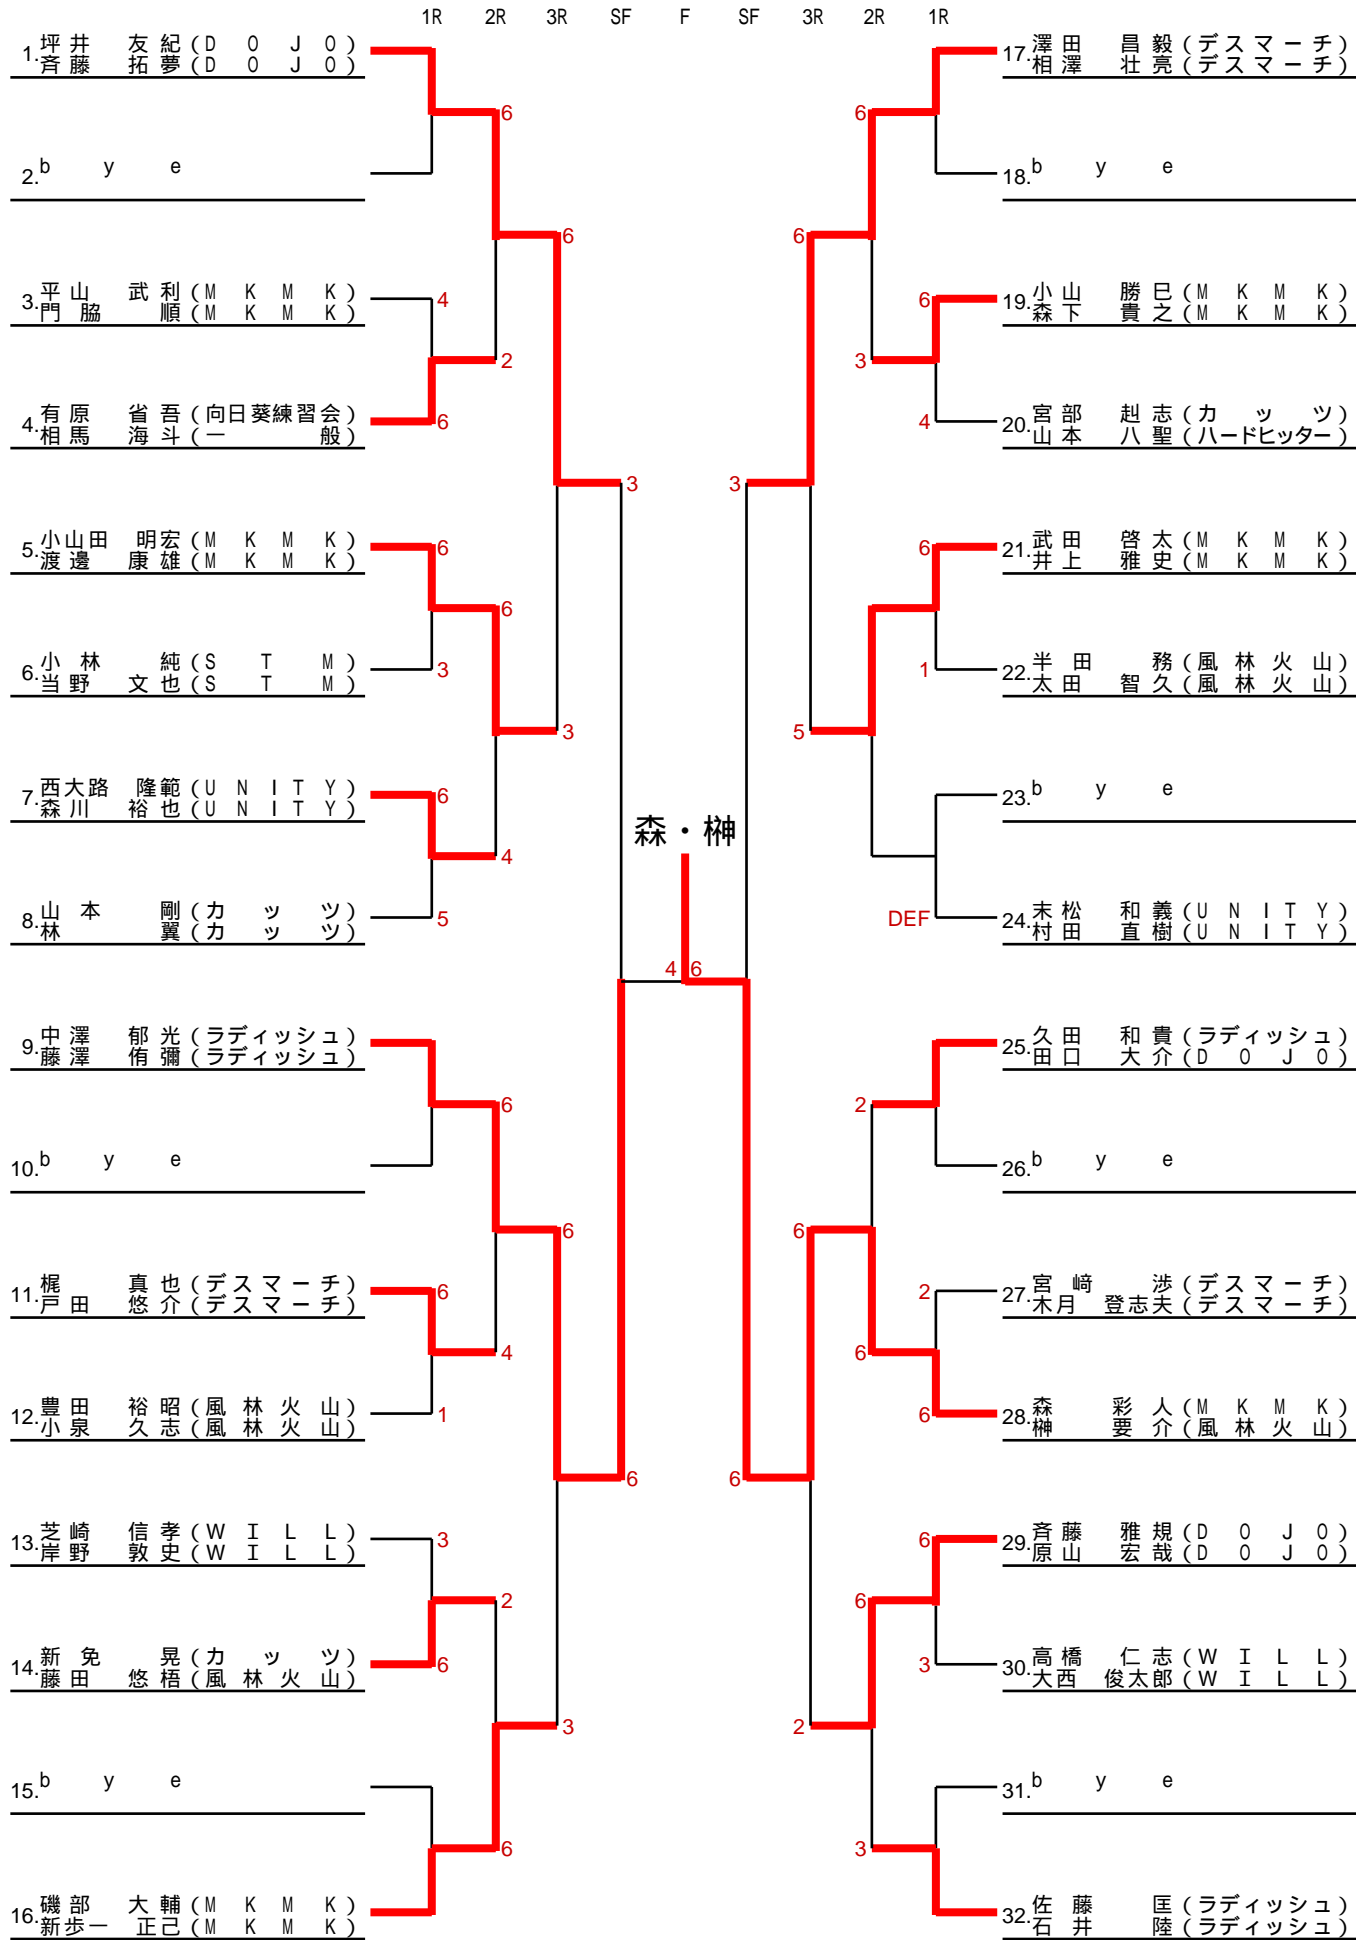 1R 2R 3R SF F SF 3R 2R 1R
1. 坪井 友紀 (DOJO)
斉藤 拓夢 (DOJO)
6
2. bye
6
3. 平山 武利 (MKMK)
門脇 順 (MKMK)
4
2
4. 有原 省吾 (向日葵練習会)
相馬 海斗 (一般)
6
3
5. 小山田 明宏 (MKMK)
渡邊 康雄 (MKMK)
6
6
6. 小林 純 (STM)
当野 文也 (STM)
3
3
7. 西大路 隆範 (UNITY)
森川 裕也 (UNITY)
6
4
8. 山本 剛 (カッツ)
林 翼 (カッツ)
5
9. 中澤 郁光 (ラディッシュ)
藤澤 侑彌 (ラディッシュ)
6
10. bye
6
11. 梶 真也 (デスマーチ)
戸田 悠介 (デスマーチ)
6
4
12. 豊田 裕昭 (風林火山)
小泉 久志 (風林火山)
1
6
13. 芝崎 信孝 (WILL)
岸野 敦史 (WILL)
3
2
14. 新免 晃 (カッツ)
藤田 悠梧 (風林火山)
6
3
15. bye
6
16. 磯部 大輔 (MKMK)
新歩一 正己 (MKMK)
森・榊
4 6
17. 澤田 昌毅 (デスマーチ)
相澤 壮亮 (デスマーチ)
6
18. bye
6
19. 小山 勝巳 (MKMK)
森下 貴之 (MKMK)
6
3
20. 宮部 赳志 (カッツ)
山本 八聖 (ハードヒッター)
4
3
21. 武田 啓太 (MKMK)
井上 雅史 (MKMK)
6
22. 半田 務 (風林火山)
太田 智久 (風林火山)
1
5
23. bye
24. 末松 和義 (UNITY)
村田 直樹 (UNITY)
DEF
25. 久田 和貴 (ラディッシュ)
田口 大介 (DOJO)
2
26. bye
6
27. 宮﨑 渉 (デスマーチ)
木月 登志夫 (デスマーチ)
2
6
28. 森 彩人 (MKMK)
榊 要介 (風林火山)
6
6
29. 斉藤 雅規 (DOJO)
原山 宏哉 (DOJO)
6
6
30. 高橋 仁志 (WILL)
大西 俊太郎 (WILL)
3
2
31. bye
3
32. 佐藤 匡 (ラディッシュ)
石井 陸 (ラディッシュ)